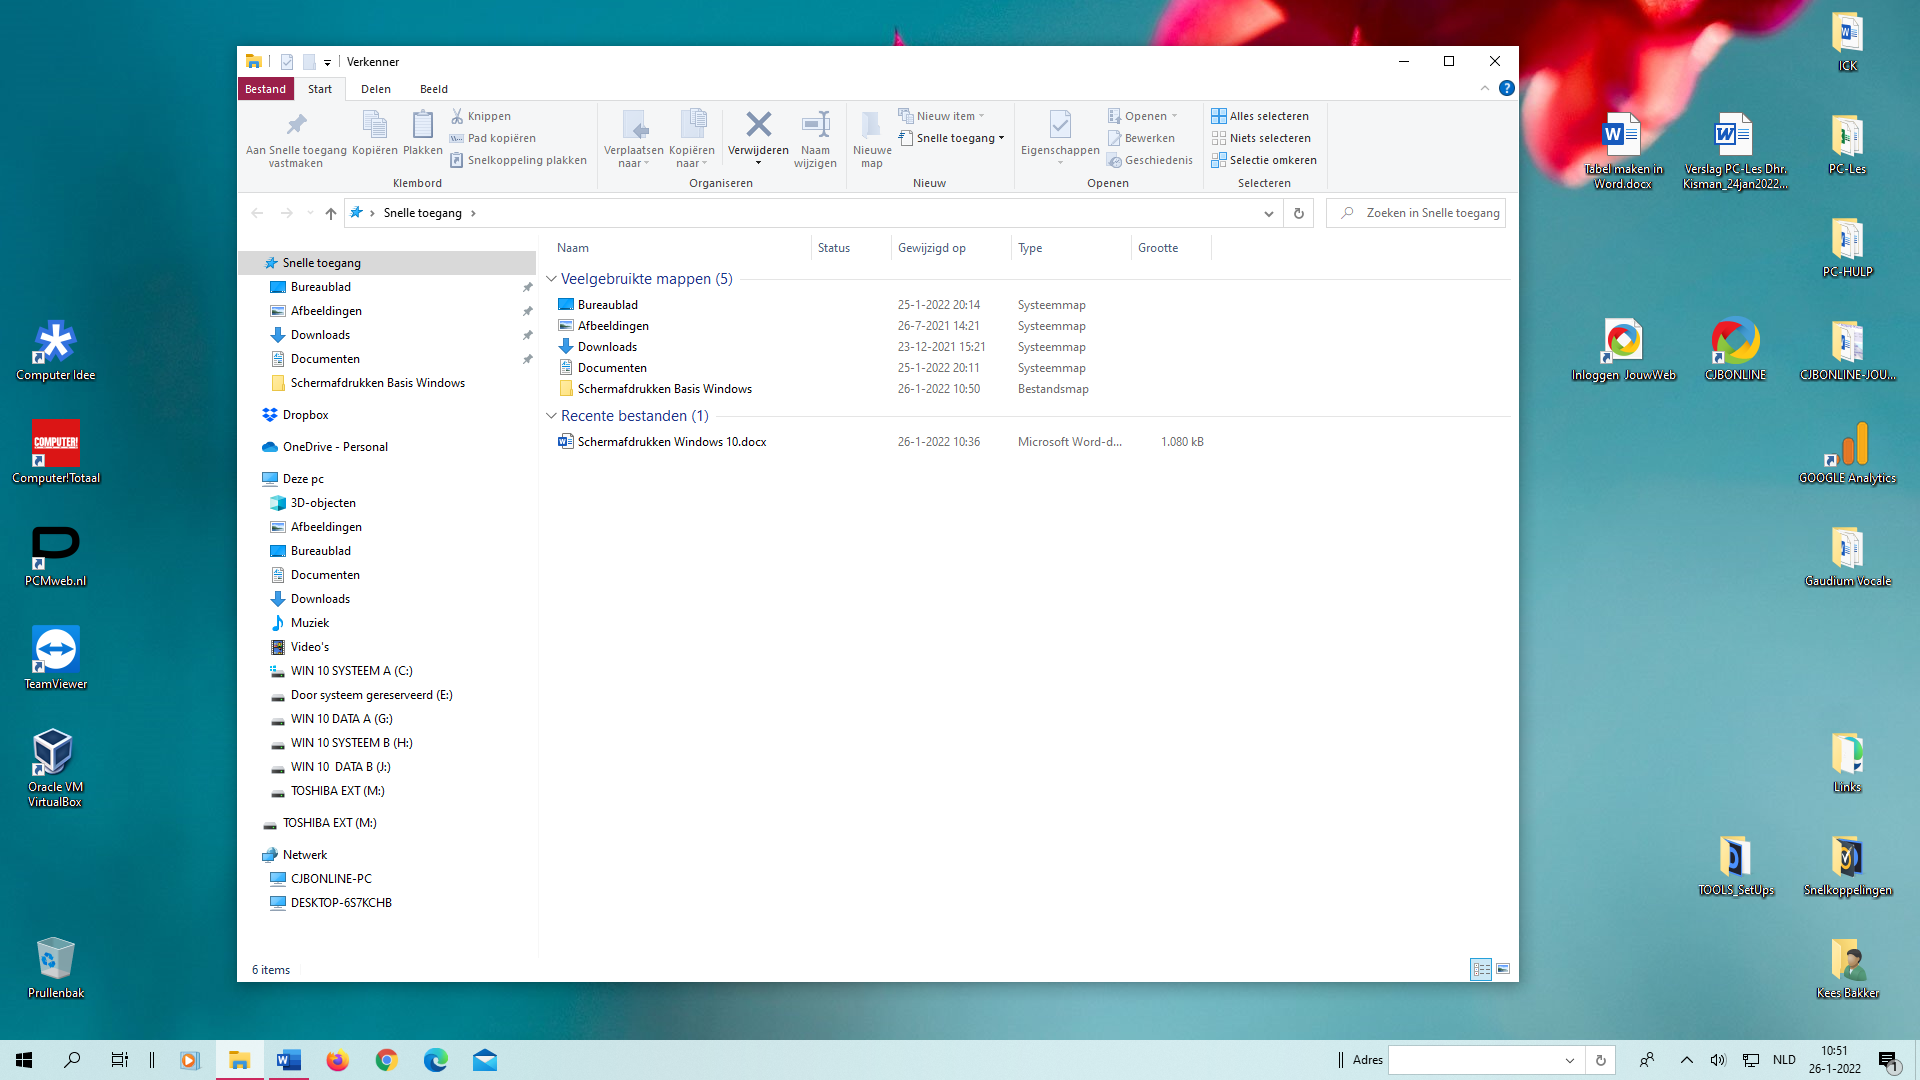 Verkenner
Bestand
Start
Delen
Beeld
Aan Snelle toegang
vastmaken
Kopiëren
Plakken
Knippen
Pad kopiëren
Snelkoppeling plakken
Klembord
Verplaatsen
naar
Kopiëren
naar
Verwijderen
Naam
wijzigen
Organiseren
Nieuwe
map
Nieuw item
Snelle toegang
Nieuw
Eigenschappen
Openen
Bewerken
Geschiedenis
Openen
Alles selecteren
Niets selecteren
Selectie omkeren
Selecteren
Snelle toegang
Zoeken in Snelle toegang
Snelle toegang
Bureaublad
Afbeeldingen
Downloads
Documenten
Schermafdrukken Basis Windows
Dropbox
OneDrive - Personal
Deze pc
3D-objecten
Afbeeldingen
Bureaublad
Documenten
Downloads
Muziek
Video's
WIN 10 SYSTEEM A (C:)
Door systeem gereserveerd (E:)
WIN 10 DATA A (G:)
WIN 10 SYSTEEM B (H:)
WIN 10 DATA B (J:)
TOSHIBA EXT (M:)
TOSHIBA EXT (M:)
Netwerk
CJBONLINE-PC
DESKTOP-6S7KCHB
Naam Status Gewijzigd op Type Grootte
Veelgebruikte mappen (5)
Bureaublad 25-1-2022 20:14 Systeemmap
Afbeeldingen 26-7-2021 14:21 Systeemmap
Downloads 23-12-2021 15:21 Systeemmap
Documenten 25-1-2022 20:11 Systeemmap
Schermafdrukken Basis Windows 26-1-2022 10:50 Bestandsmap
Recente bestanden (1)
Schermafdrukken Windows 10.docx 26-1-2022 10:36 Microsoft Word-d... 1.080 kB
6 items
Computer Idee
COMPUTER!
Computer!Totaal
PCMweb.nl
TeamViewer
Oracle VM
VirtualBox
Prullenbak
ICK
Tabel maken in
Word.docx
Verslag PC-Les Dhr.
Kisman_24jan2022...
PC-Les
PC-HULP
Inloggen JouwWeb
CJBONLINE
CJBONLINE-JOU...
GOOGLE Analytics
Gaudium Vocale
Links
TOOLS_SetUps
Snelkoppelingen
Kees Bakker
Adres
NLD
10:51
26-1-2022
1